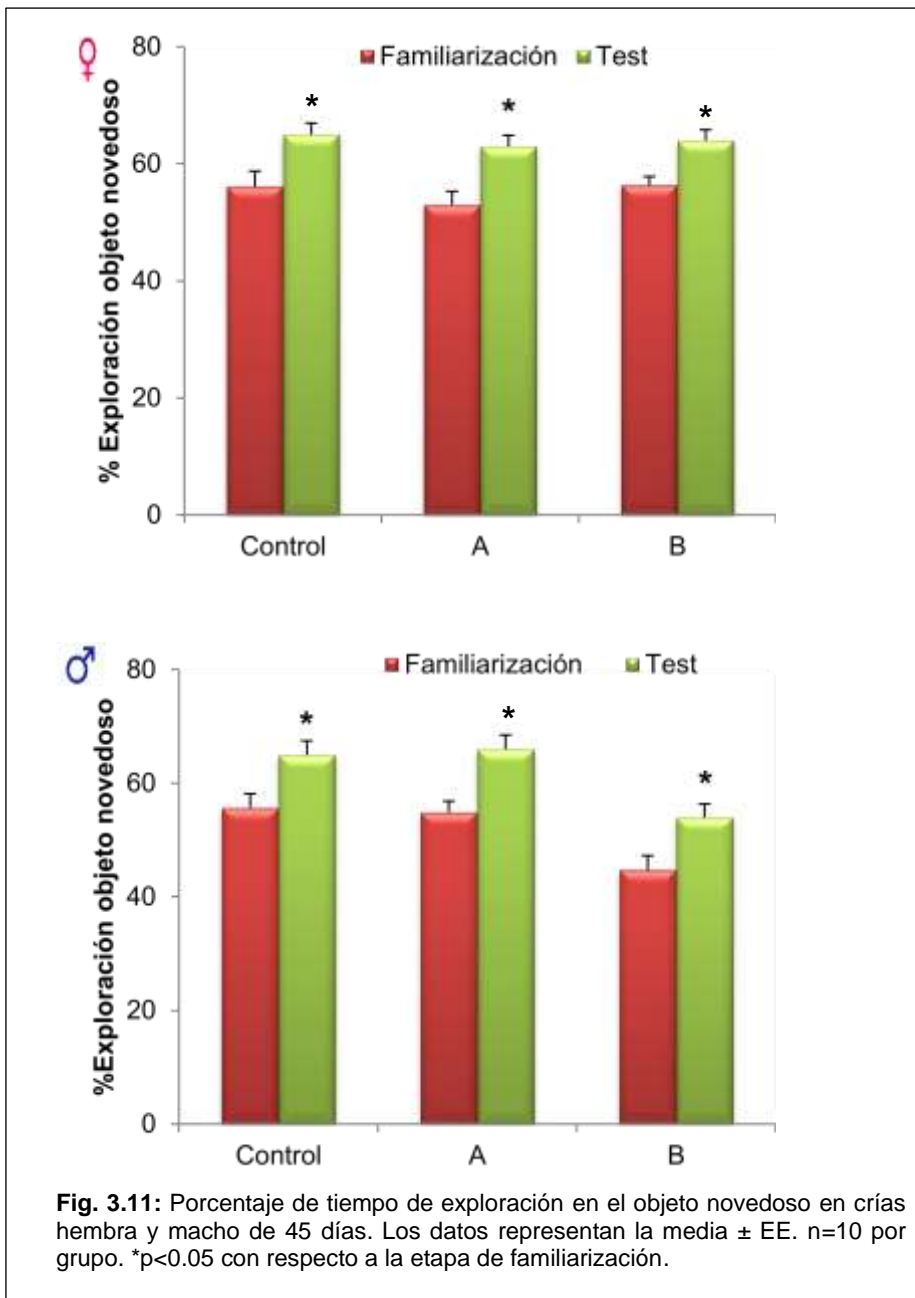 ♀
80
60
40
20
0
% Exploración objeto novedoso
Familiarización Test
* * *
Control A B
♂
80
60
40
20
0
%Exploración objeto novedoso
Familiarización Test
* * *
Control A B
Fig. 3.11: Porcentaje de tiempo de exploración en el objeto novedoso en crías
hembra y macho de 45 días. Los datos representan la media ± EE. n=10 por
grupo. *p<0.05 con respecto a la etapa de familiarización.